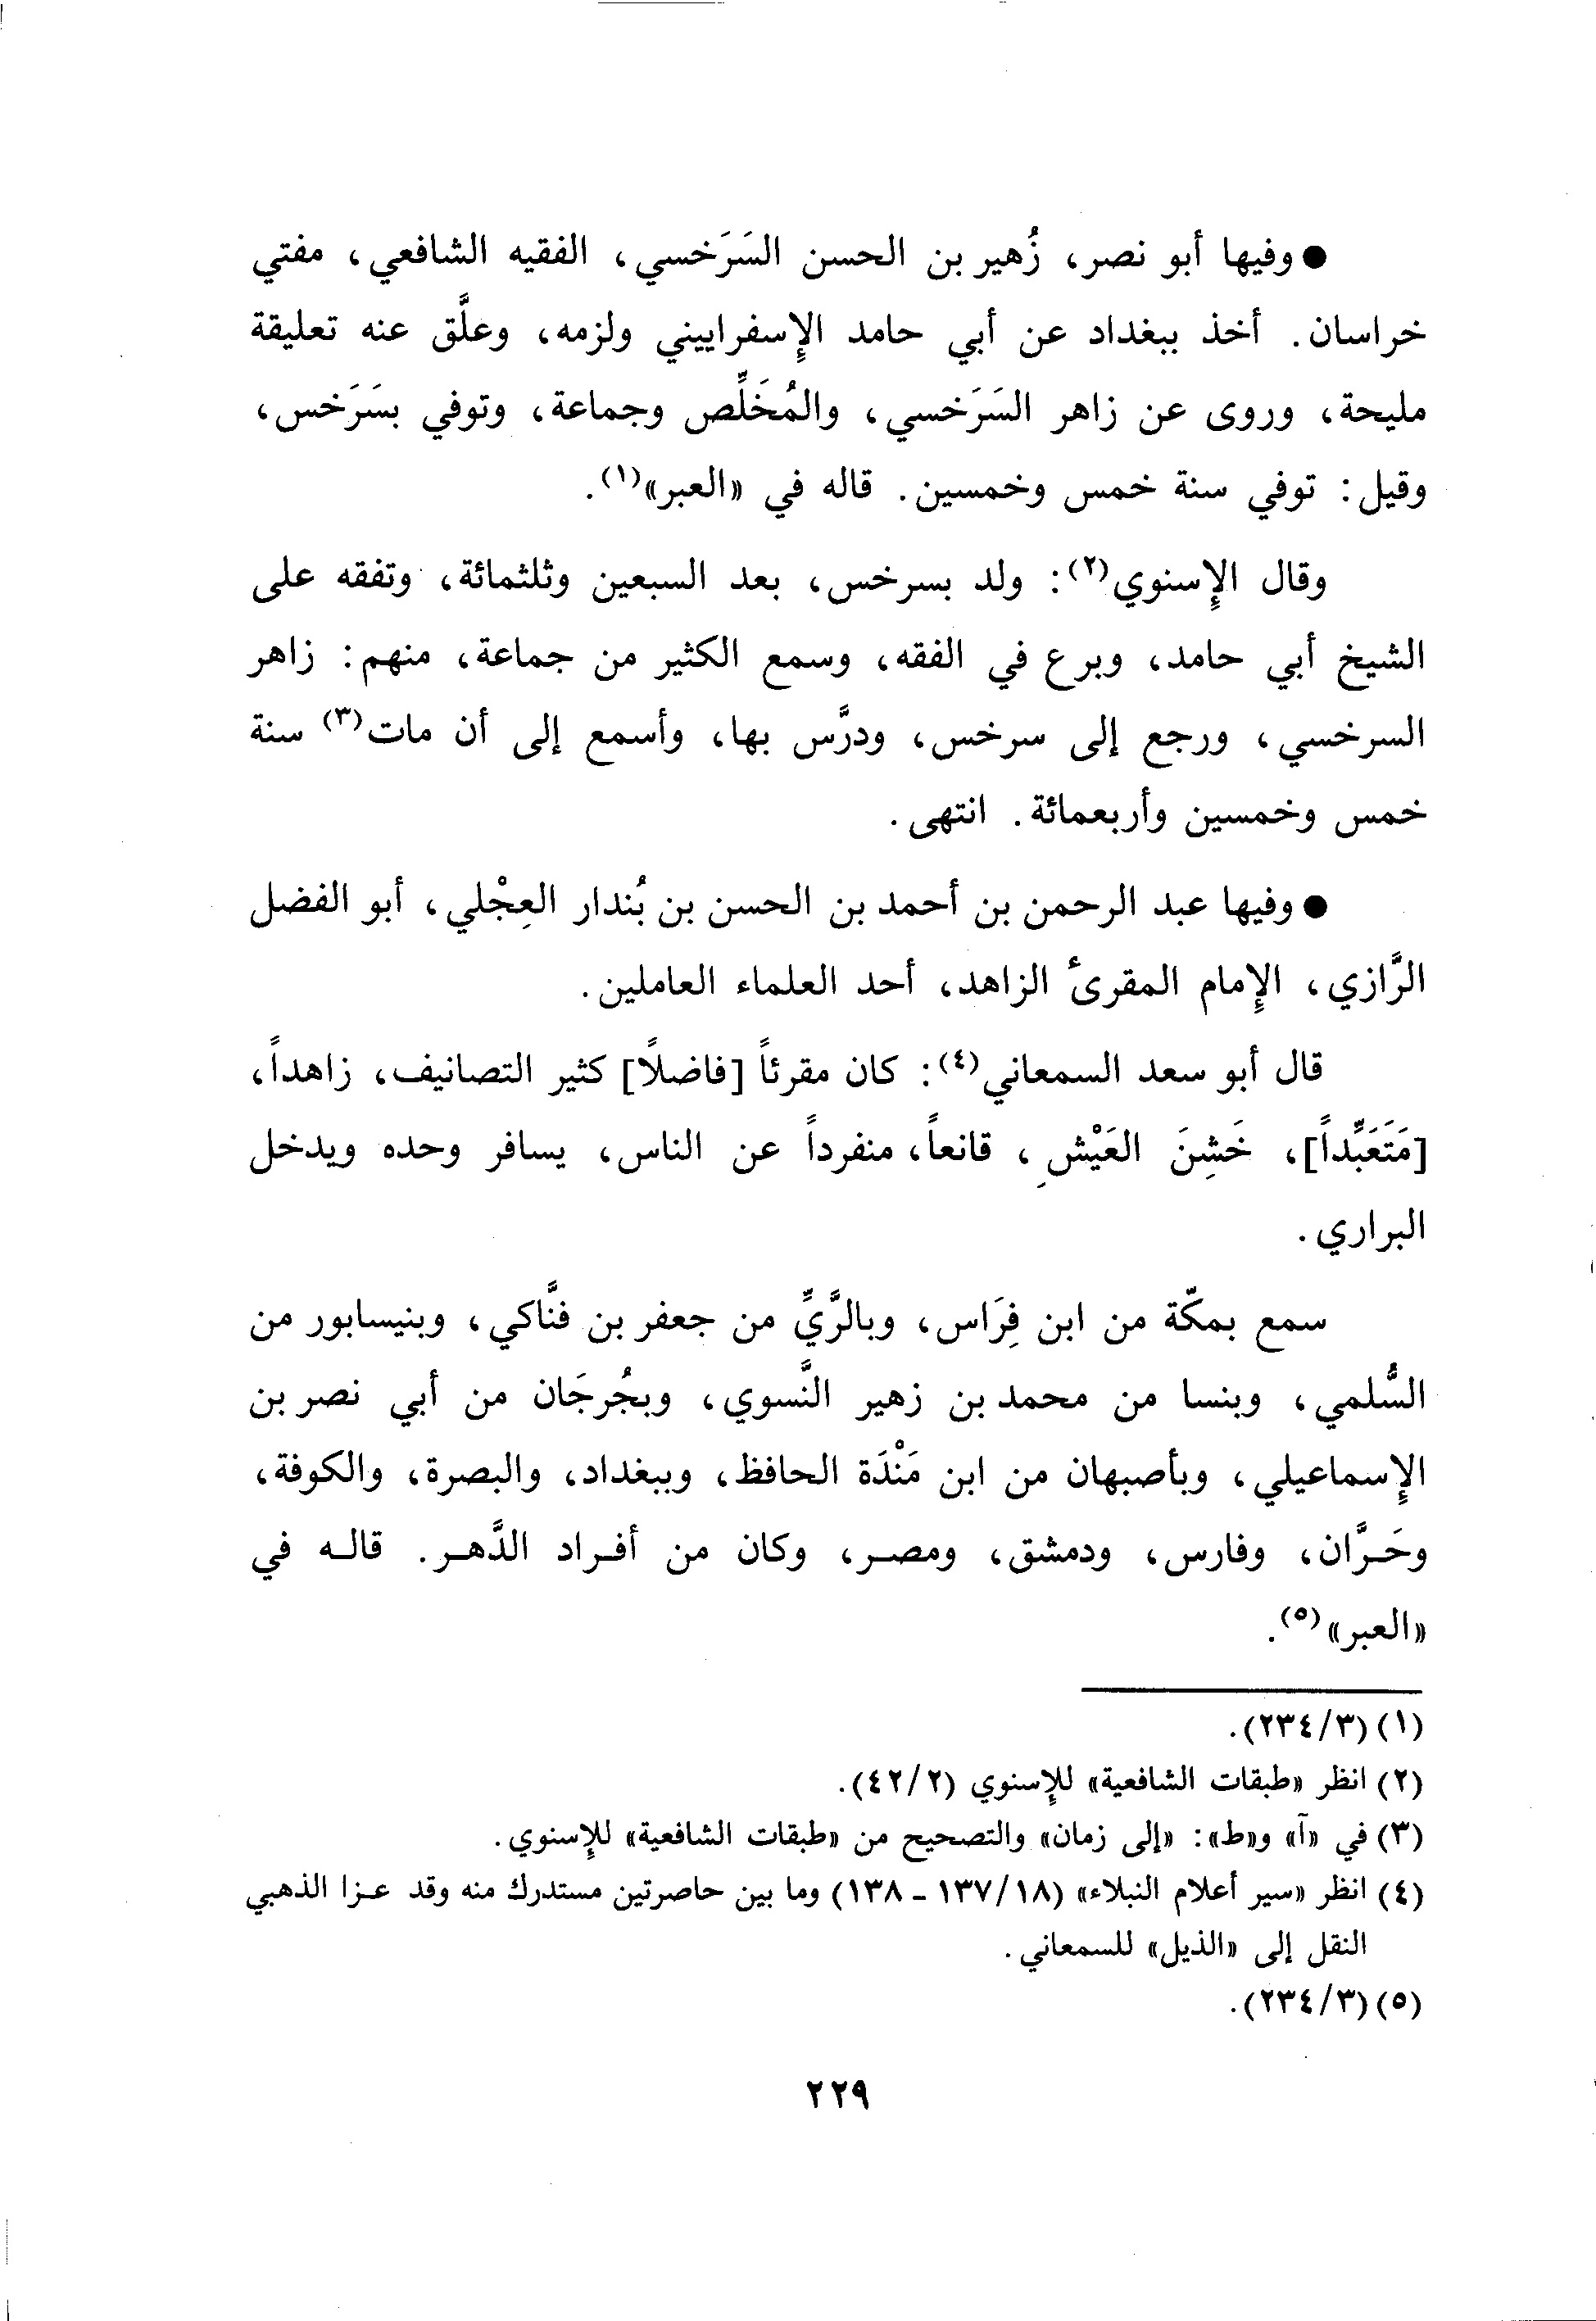 ● وفيها أبو نصر، زُهير بن الحسن السَرَخسي، الفقيه الشافعي، مفتي
خراسان. أخذ ببغداد عن أبي حامد الإسفراييني ولزمه، وعلَّق عنه تعليقة
مليحة، وروى عن زاهر السَرَخسي، والمُخَلِّص وجماعة، وتوفي بسَرَخس،
وقيل: توفي سنة خمس وخمسين. قاله في «العبر»(١).
وقال الإسنوي(٢): ولد بسرخس، بعد السبعين وثلثمائة، وتفقه على
الشيخ أبي حامد، وبرع في الفقه، وسمع الكثير من جماعة، منهم: زاهر
السرخسي، ورجع إلى سرخس، ودرَّس بها، وأسمع إلى أن مات(٣) سنة
خمس وخمسين وأربعمائة. انتهى.
● وفيها عبد الرحمن بن أحمد بن الحسن بن بُندار العِجْلي، أبو الفضل
الرَّازي، الإمام المقرئ الزاهد، أحد العلماء العاملين.
قال أبو سعد السمعاني(٤): كان مقرئاً [فاضلاً] كثير التصانيف، زاهداً،
[مَتَعَبِّداً]، خَشِنَ العَيْشِ، قانعاً، منفرداً عن الناس، يسافر وحده ويدخل
البراري.
سمع بمكّة من ابن فِرَاس، وبالرَّيِّ من جعفر بن فنَّاكي، وبنيسابور من
السُّلمي، وبنسا من محمد بن زهير النَّسوي، وبجُرجَان من أبي نصر بن
الإسماعيلي، وبأصبهان من ابن مَنْدَة الحافظ، وببغداد، والبصرة، والكوفة،
وحَرَّان، وفارس، ودمشق، ومصر، وكان من أفراد الدَّهر. قاله في
«العبر»(٥).
(١) (٢٣٤/٣).
(٢) انظر «طبقات الشافعية» للإسنوي (٤٢/٢).
(٣) في «آ» و«ط»: «إلى زمان» والتصحيح من «طبقات الشافعية» للإسنوي.
(٤) انظر «سير أعلام النبلاء» (١٣٧/١٨ - ١٣٨) وما بين حاصرتين مستدرك منه وقد عزا الذهبي
النقل إلى «الذيل» للسمعاني.
(٥) (٢٣٤/٣).
٢٢٩